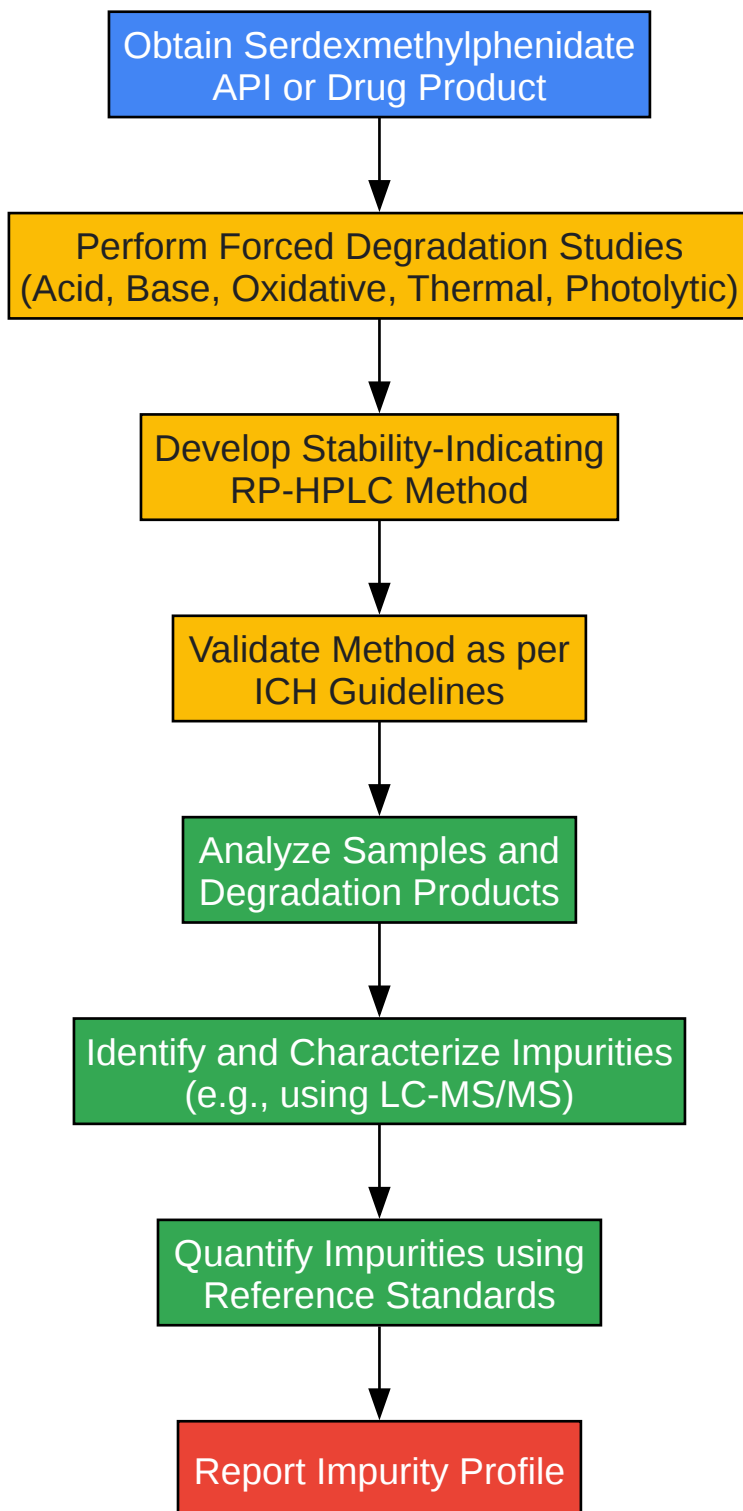 Obtain Serdexmethylphenidate
API or Drug Product
Perform Forced Degradation Studies
(Acid, Base, Oxidative, Thermal, Photolytic)
Develop Stability-Indicating
RP-HPLC Method
Validate Method as per
ICH Guidelines
Analyze Samples and
Degradation Products
Identify and Characterize Impurities
(e.g., using LC-MS/MS)
Quantify Impurities using
Reference Standards
Report Impurity Profile